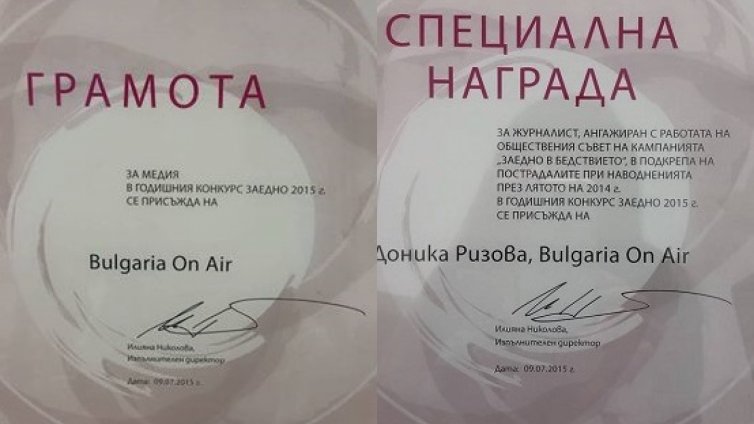 ГРАМОТА
ЗА МЕДИЯ
В ГОДИШНИЯ КОНКУРС ЗАЕДНО 2015 г.
СЕ ПРИСЪЖДА НА
Bulgaria On Air
Илияна Николова,
Изпълнителен директор
Дата: 09.07.2015 г.
СПЕЦИАЛНА
НАГРАДА
ЗА ЖУРНАЛИСТ, АНГАЖИРАН С РАБОТАТА НА
ОБЩЕСТВЕНИЯ СЪВЕТ НА КАМПАНИЯТА
„ЗАЕДНО В БЕДСТВИЕТО", В ПОДКРЕПА НА
ПОСТРАДАЛИТЕ ПРИ НАВОДНЕНИЯТА
ПРЕЗ ЛЯТОТО НА 2014 г.
В ГОДИШНИЯ КОНКУРС ЗАЕДНО 2015 г.
СЕ ПРИСЪЖДА НА
Доника Ризова, Bulgaria On Air
Илияна Николова,
Изпълнителен директор
Дата: 09.07.2015 г.